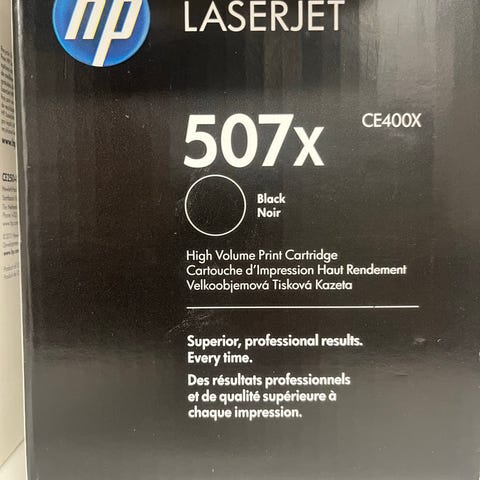 hp
LASERJET
507x
CE400X
Black
Noir
High Volume Print Cartridge
Cartouche d'Impression Haut Rendement
Velkoobjemová Tisková Kazeta
Superior, professional results.
Every time.
Des résultats professionnels
et de qualité supérieure à
chaque impression.